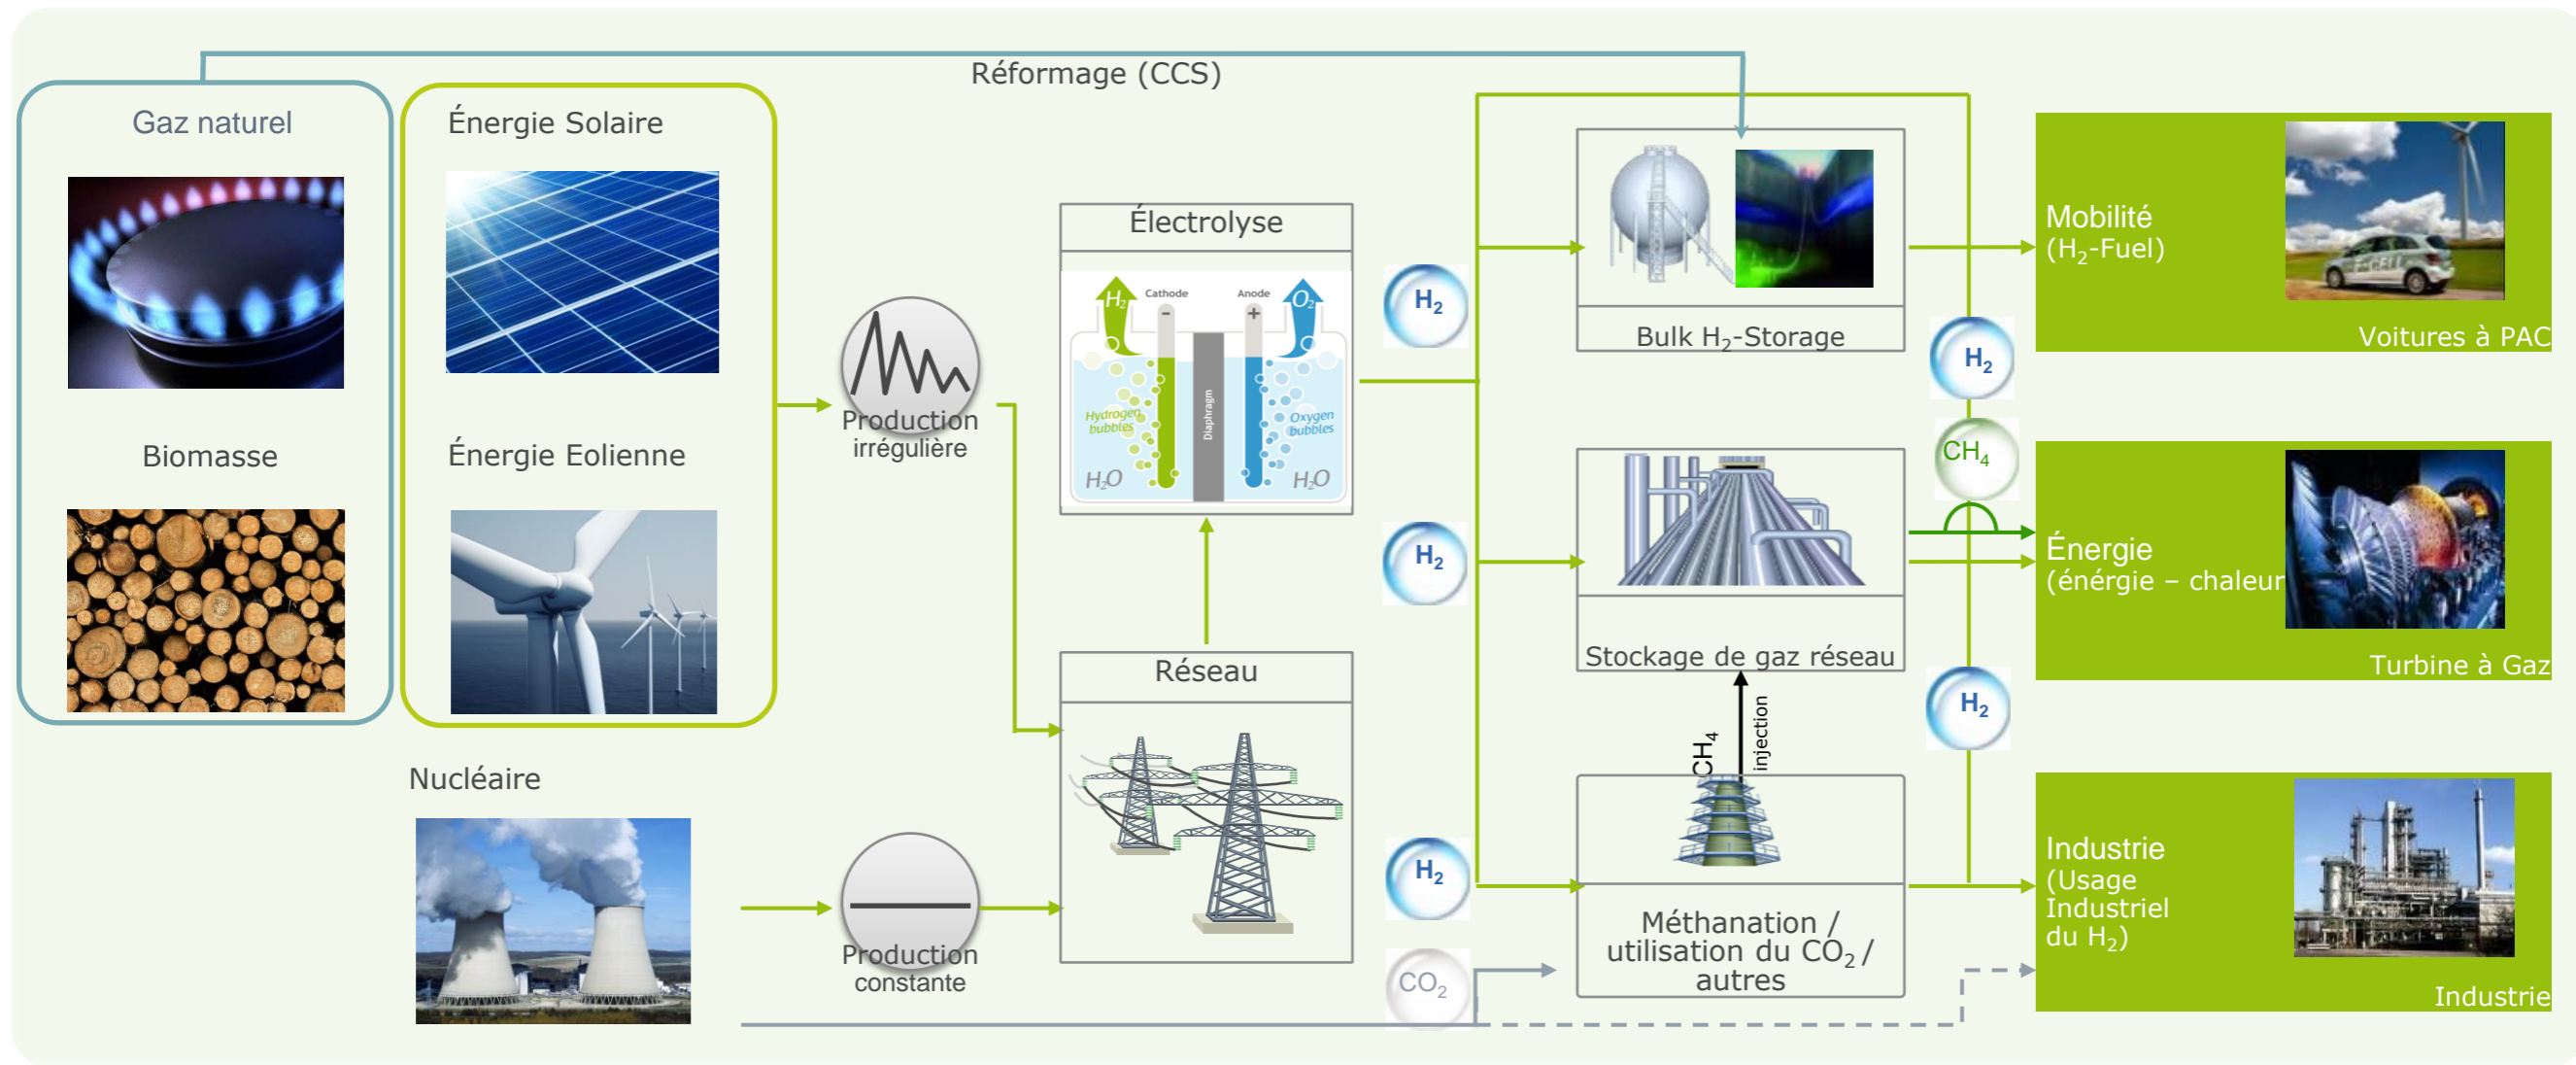 Réformage (CCS)
Gaz naturel
Biomasse
Énergie Solaire
Énergie Eolienne
Nucléaire
Production
irrégulière
Production
constante
Électrolyse
H2
Cathode
-
Anode
+
O2
Hydrogen
bubbles
Diaphragm
Oxygen
bubbles
H2O
H2O
Réseau
H2
H2
H2
CO2
Bulk H2-Storage
Stockage de gaz réseau
CH4
injection
Méthanation /
utilisation du CO2 /
autres
H2
CH4
H2
Mobilité
(H2-Fuel)
F-CELL
Voitures à PAC
Énergie
(énérgie – chaleur
Turbine à Gaz
Industrie
(Usage
Industriel
du H2)
Industrie